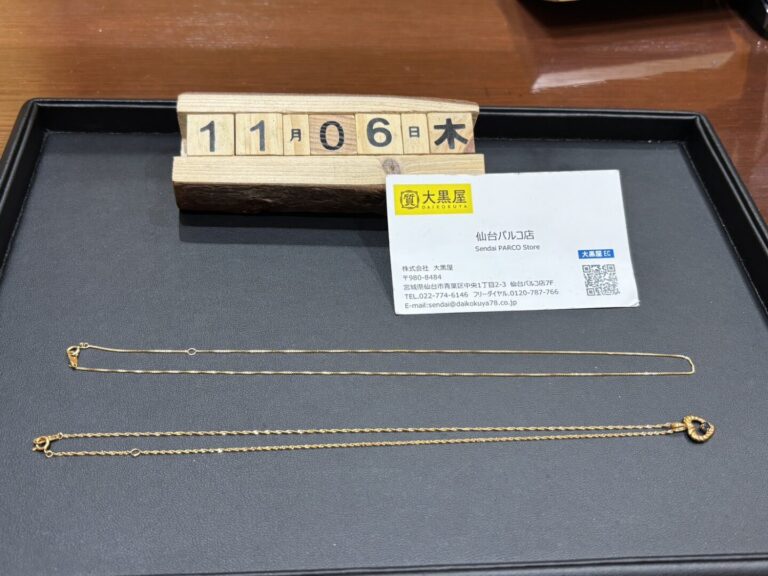 11月06日木
質 大黒屋
DAIKOKUYA
仙台パルコ店
Sendai PARCO Store
大黒屋 EC
株式会社 大黒屋
〒980-8484
宮城県仙台市青葉区中央1丁目2-3 仙台パルコ店7F
TEL.022-774-6146 フリーダイヤル.0120-787-766
E-mail:sendai@daikokuya78.co.jp